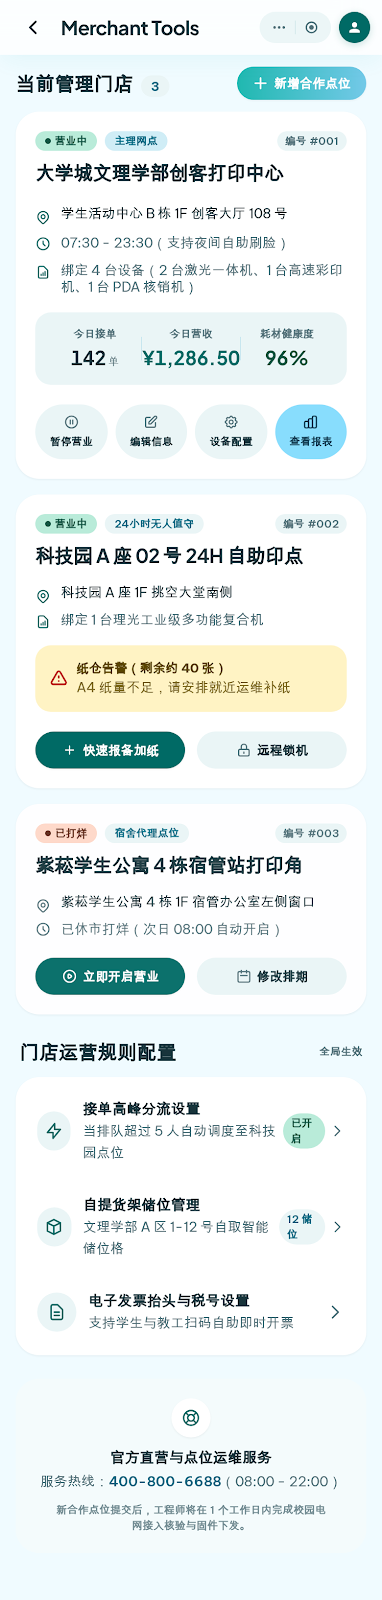 Merchant Tools
当前管理门店 3
新增合作点位
营业中 主理网点 编号 #001
大学城文理学部创客打印中心
学生活动中心 B 栋 1F 创客大厅 108 号
07:30 - 23:30（支持夜间自助刷脸）
绑定 4 台设备（2 台激光一体机、1 台高速彩印
机、1 台 PDA 核销机）
今日接单 今日营收 耗材健康度
142 单 ¥1,286.50 96%
暂停营业 编辑信息 设备配置 查看报表
营业中 24小时无人值守 编号 #002
科技园 A 座 02 号 24H 自助印点
科技园 A 座 1F 挑空大堂南侧
绑定 1 台理光工业级多功能复合机
纸仓告警（剩余约 40 张）
A4 纸量不足，请安排就近运维补纸
快速报备加纸 远程锁机
已打烊 宿舍代理点位 编号 #003
紫菘学生公寓 4 栋宿管站打印角
紫菘学生公寓 4 栋 1F 宿管办公室左侧窗口
已休市打烊（次日 08:00 自动开启）
立即开启营业 修改排期
门店运营规则配置 全局生效
接单高峰分流设置
当排队超过 5 人自动调度至科技
园点位
已开
启
自提货架储位管理
文理学部 A 区 1-12 号自取智能
储位格
12 储
位
电子发票抬头与税号设置
支持学生与教工扫码自助即时开票
官方直营与点位运维服务
服务热线：400-800-6688（08:00 - 22:00）
新合作点位提交后，工程师将在 1 个工作日内完成校园电
网接入核验与固件下发。